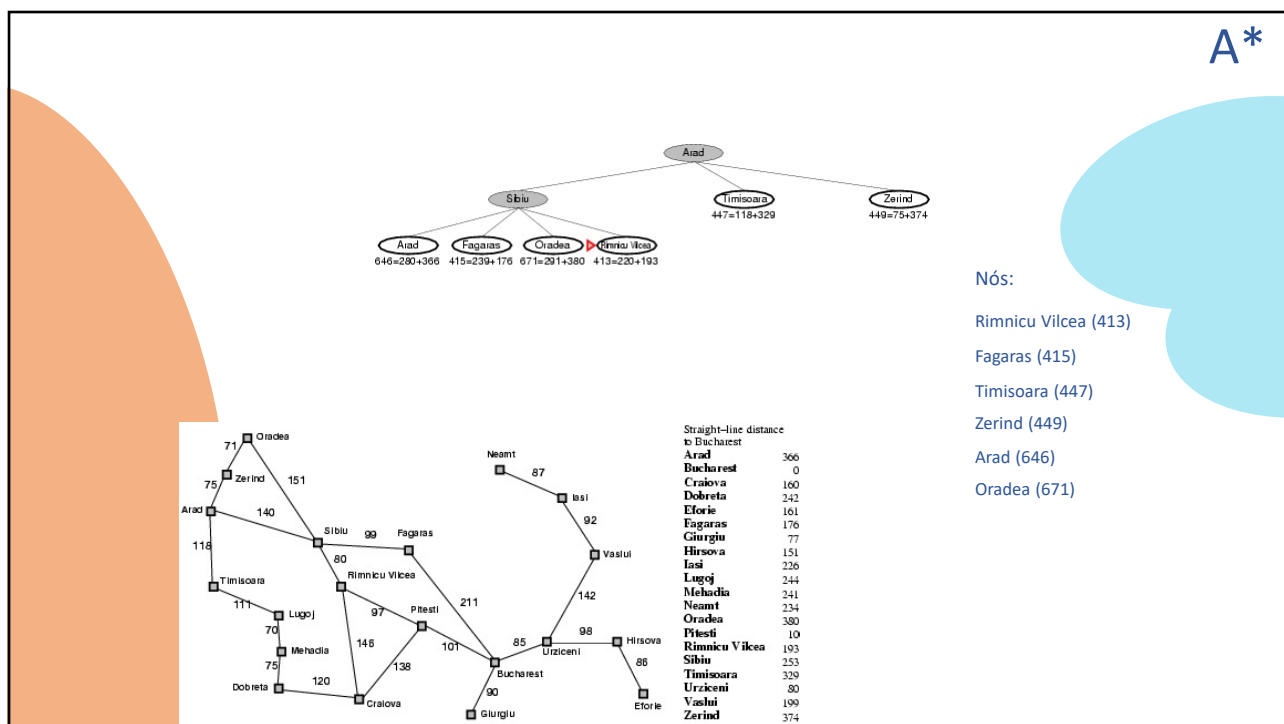 A*
Arad
Sibiu
Timisoara
Zerind
447=118+329
449=75+374
Arad
Fagaras
Oradea
Rimnicu Vilcea
646=280+366
415=239+176
671=291+380
413=220+193
Nós:
Rimnicu Vilcea (413)
Fagaras (415)
Timisoara (447)
Zerind (449)
Arad (646)
Oradea (671)
Oradea
71
Zerind
75
151
Arad
140
118
Sibiu
99
Fagaras
80
Rimnicu Vilcea
Timisoara
111
Lugoj
70
Mehadia
75
Dobreta
120
146
97
Pitesti
138
101
211
Craiova
Bucharest
90
Giurgiu
85
Urziceni
98
Hirsova
86
Eforie
142
Vaslui
92
Iasi
87
Neamt
Straight–line distance
to Bucharest
Arad 366
Bucharest 0
Craiova 160
Dobreta 242
Eforie 161
Fagaras 176
Giurgiu 77
Hirsova 151
Iasi 226
Lugoj 244
Mehadia 241
Neamt 234
Oradea 380
Pitesti 10
Rimnicu Vilcea 193
Sibiu 253
Timisoara 329
Urziceni 80
Vaslui 199
Zerind 374